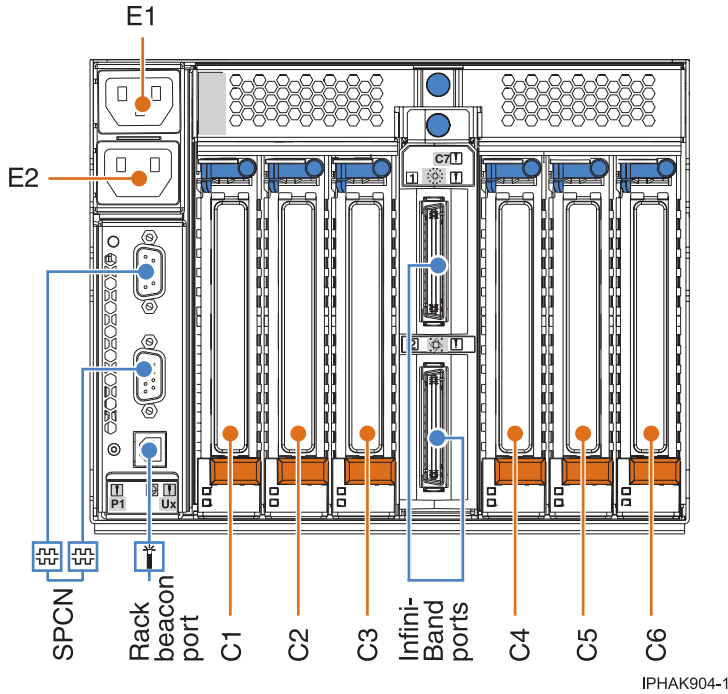 E1
E2
C7
1
2
P1
Ux
SPCN
Rack
beacon
port
C1
C2
C3
Infini-
Band
ports
C4
C5
C6
IPHAK904-1